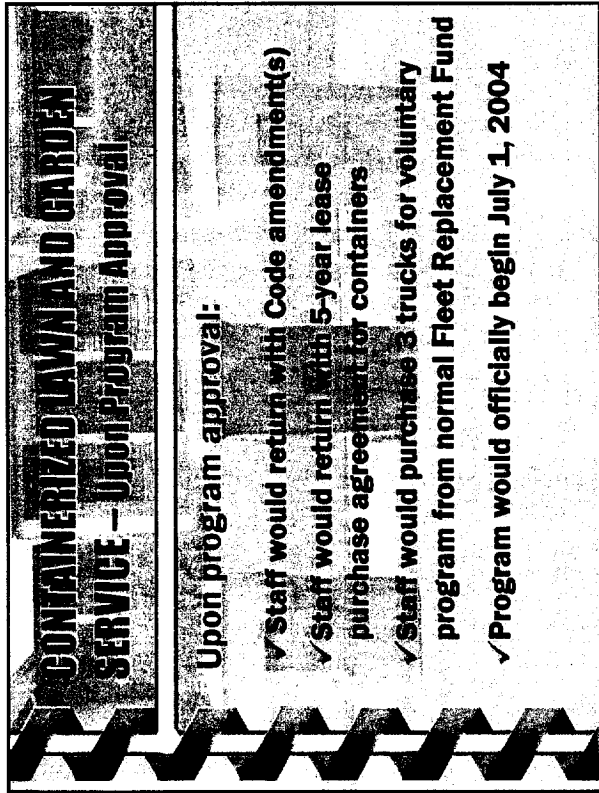 CONTAINERIZED LAWN AND GARDEN
SERVICE – Upon Program Approval
Upon program approval:
✓Staff would return with Code amendment(s)
✓Staff would return with 5-year lease
purchase agreement for containers
✓Staff would purchase 3 trucks for voluntary
program from normal Fleet Replacement Fund
✓Program would officially begin July 1, 2004